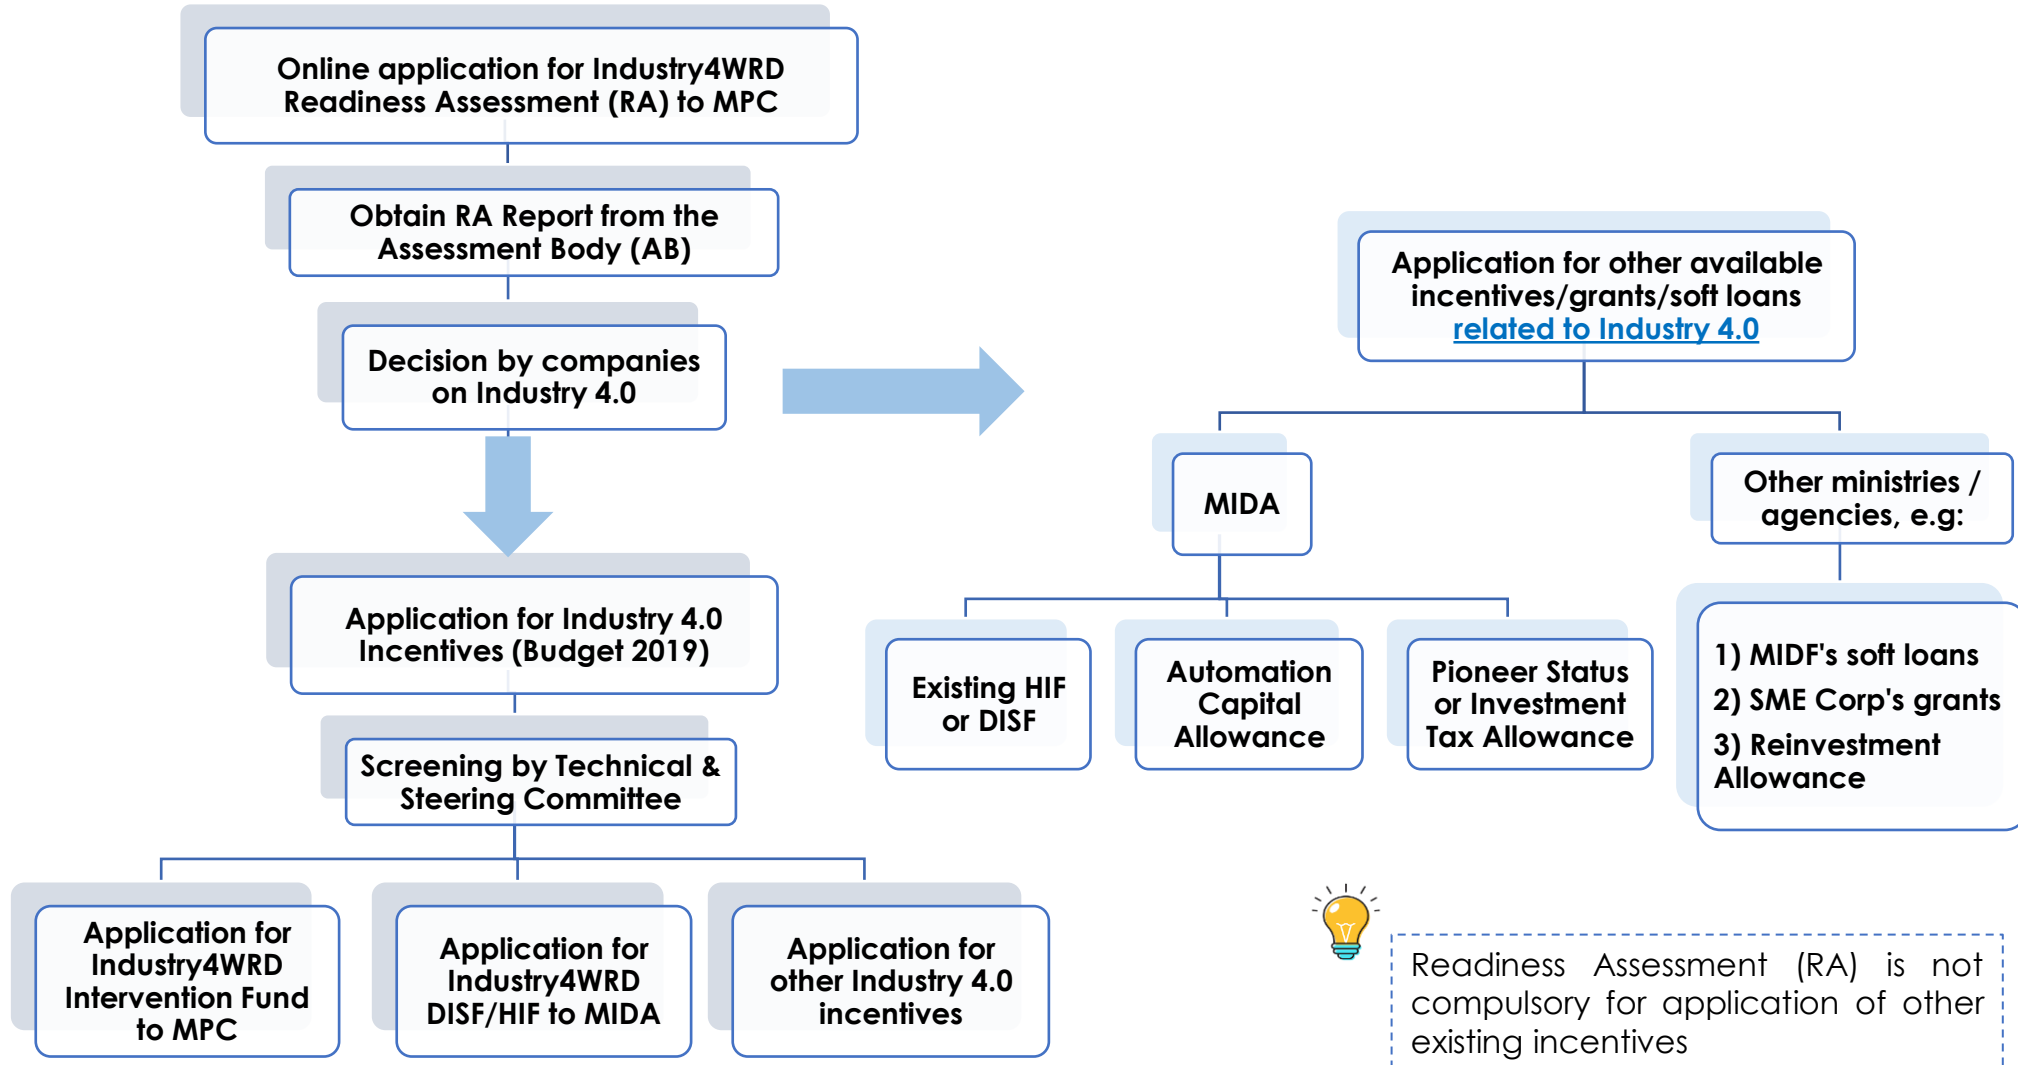 Online application for Industry4WRD
Readiness Assessment (RA) to MPC
Obtain RA Report from the
Assessment Body (AB)
Decision by companies
on Industry 4.0
Application for Industry 4.0
Incentives (Budget 2019)
Screening by Technical &
Steering Committee
Application for
Industry4WRD
Intervention Fund
to MPC
Application for
Industry4WRD
DISF/HIF to MIDA
Application for
other Industry 4.0
incentives
Application for other available
incentives/grants/soft loans
related to Industry 4.0
MIDA
Existing HIF
or DISF
Automation
Capital
Allowance
Pioneer Status
or Investment
Tax Allowance
Other ministries /
agencies, e.g:
1) MIDF's soft loans
2) SME Corp's grants
3) Reinvestment
Allowance
Readiness Assessment (RA) is not
compulsory for application of other
existing incentives